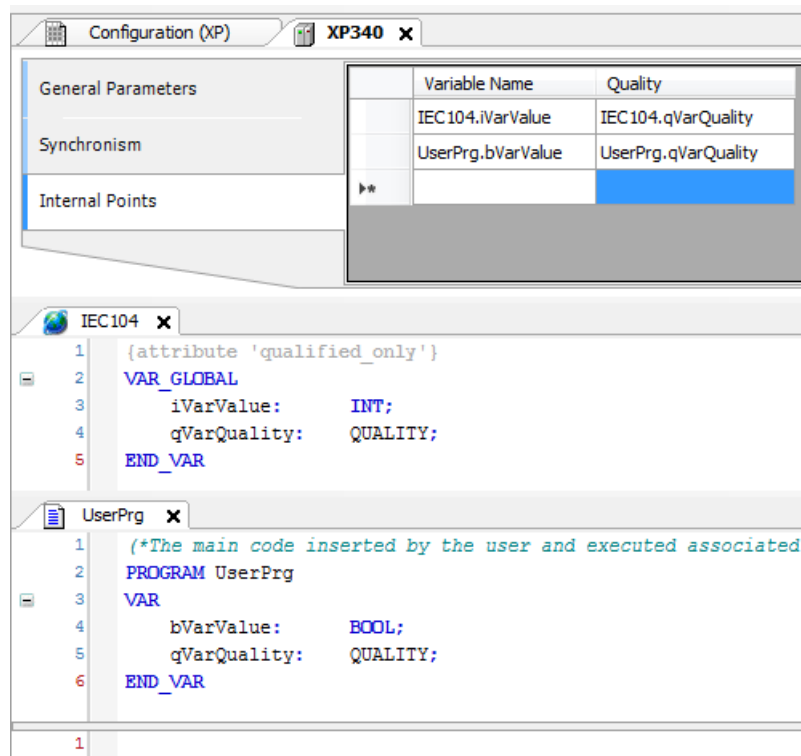 Configuration (XP) XP340
General Parameters
Synchronism
Internal Points
Variable Name Quality
IEC104.iVarValue IEC104.qVarQuality
UserPrg.bVarValue UserPrg.qVarQuality
IEC104
1 {attribute 'qualified_only'}
2 VAR_GLOBAL
3 iVarValue: INT;
4 qVarQuality: QUALITY;
5 END_VAR
UserPrg
1 (*The main code inserted by the user and executed associated
2 PROGRAM UserPrg
3 VAR
4 bVarValue: BOOL;
5 qVarQuality: QUALITY;
6 END_VAR
1